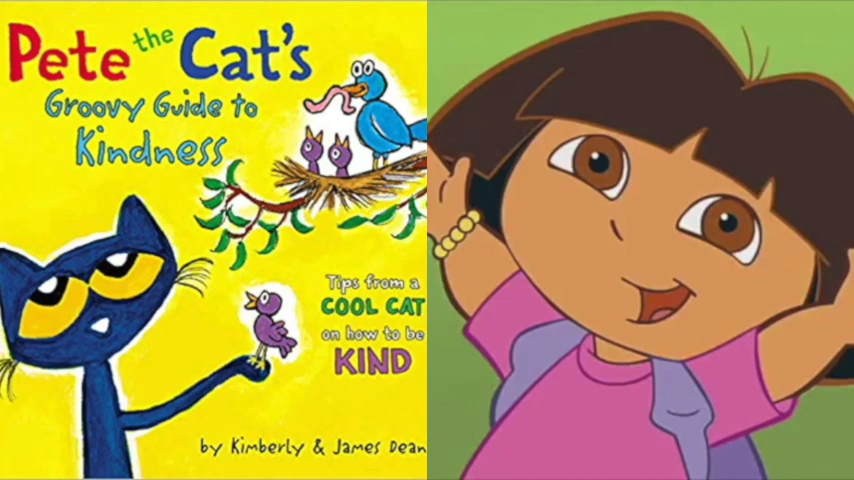 Pete the Cat's
Groovy Guide to
Kindness
Tips from a
COOL CAT
on how to be
KIND
by Kimberly & James Dean